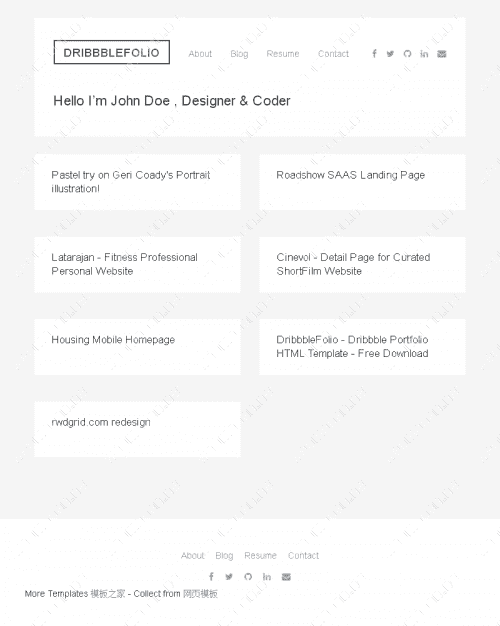 DRIBBBLEFOLIO About Blog Resume Contact
Hello I'm John Doe , Designer & Coder
Pastel try on Geri Coady's Portrait
illustration!
Roadshow SAAS Landing Page
Latarajan - Fitness Professional
Personal Website
Cinevol - Detail Page for Curated
ShortFilm Website
Housing Mobile Homepage
DribbbleFolio - Dribbble Portfolio
HTML Template - Free Download
rwdgrid.com redesign
About Blog Resume Contact
More Templates 模板之家 - Collect from 网页模板